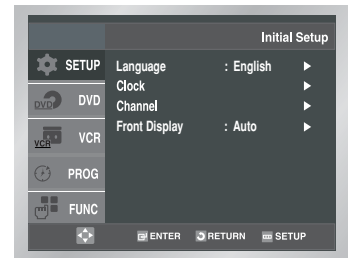 Initial Setup
SETUP
DVD DVD
VCR VCR
PROG
FUNC
Language : English ►
Clock ►
Channel ►
Front Display : Auto ►
ENTER RETURN SETUP